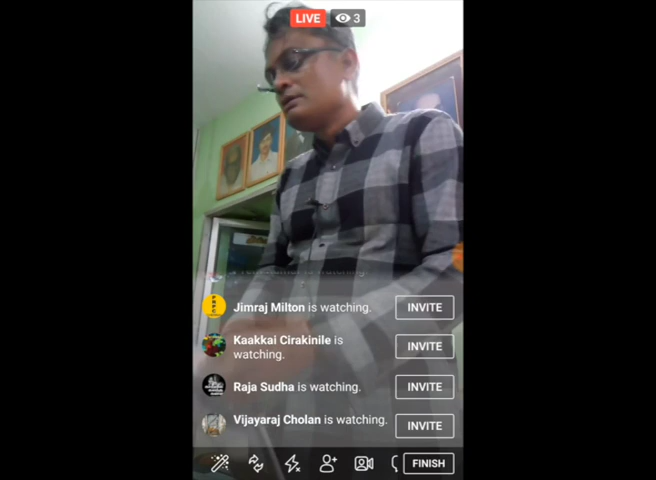 LIVE 3
Jimraj Milton is watching.
INVITE
Kaakkai Cirakinile is
watching.
INVITE
Raja Sudha is watching.
INVITE
Vijayaraj Cholan is watching.
INVITE
FINISH